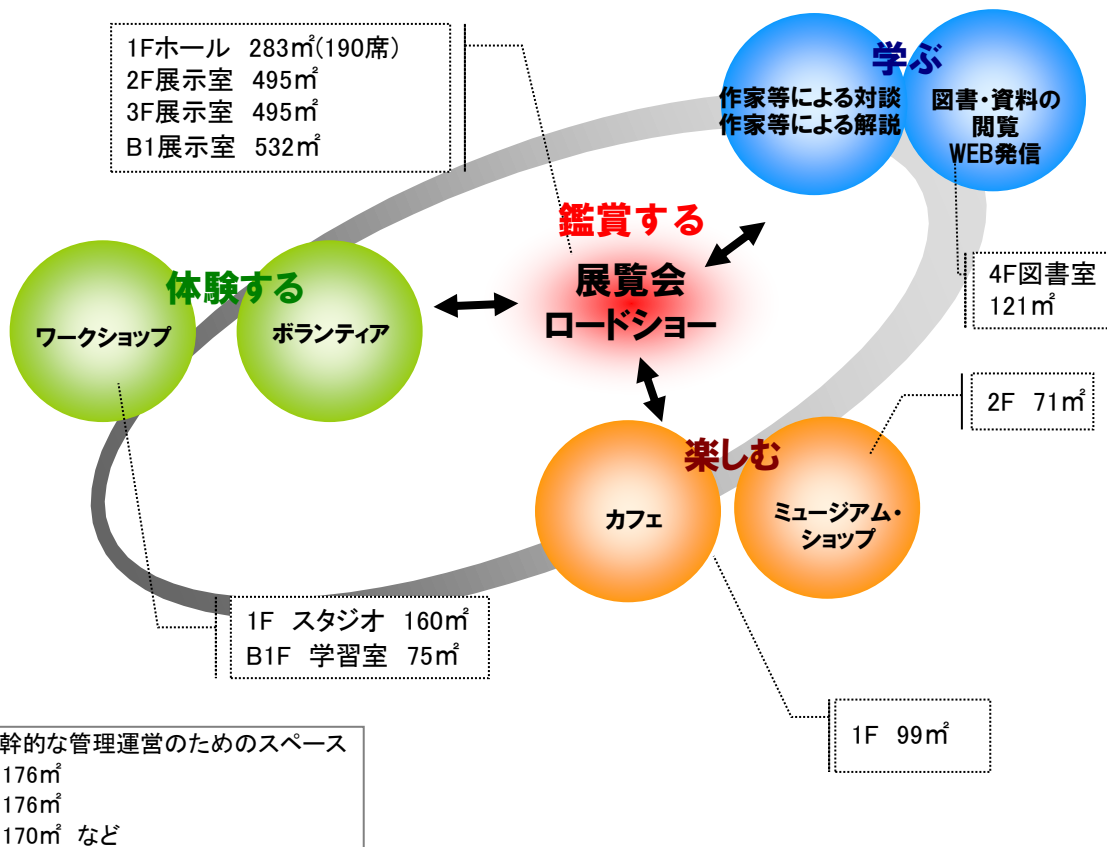 1Fホール 283㎡(190席)
2F展示室 495㎡
3F展示室 495㎡
B1展示室 532㎡
学ぶ
作家等による対談
作家等による解説
図書・資料の
閲覧
WEB発信
鑑賞する
展覧会
ロードショー
体験する
ワークショップ
ボランティア
4F図書室
121㎡
2F 71㎡
楽しむ
カフェ
ミュージアム・
ショップ
1F スタジオ 160㎡
B1F 学習室 75㎡
1F 99㎡
幹的な管理運営のためのスペース
176㎡
176㎡
170㎡ など